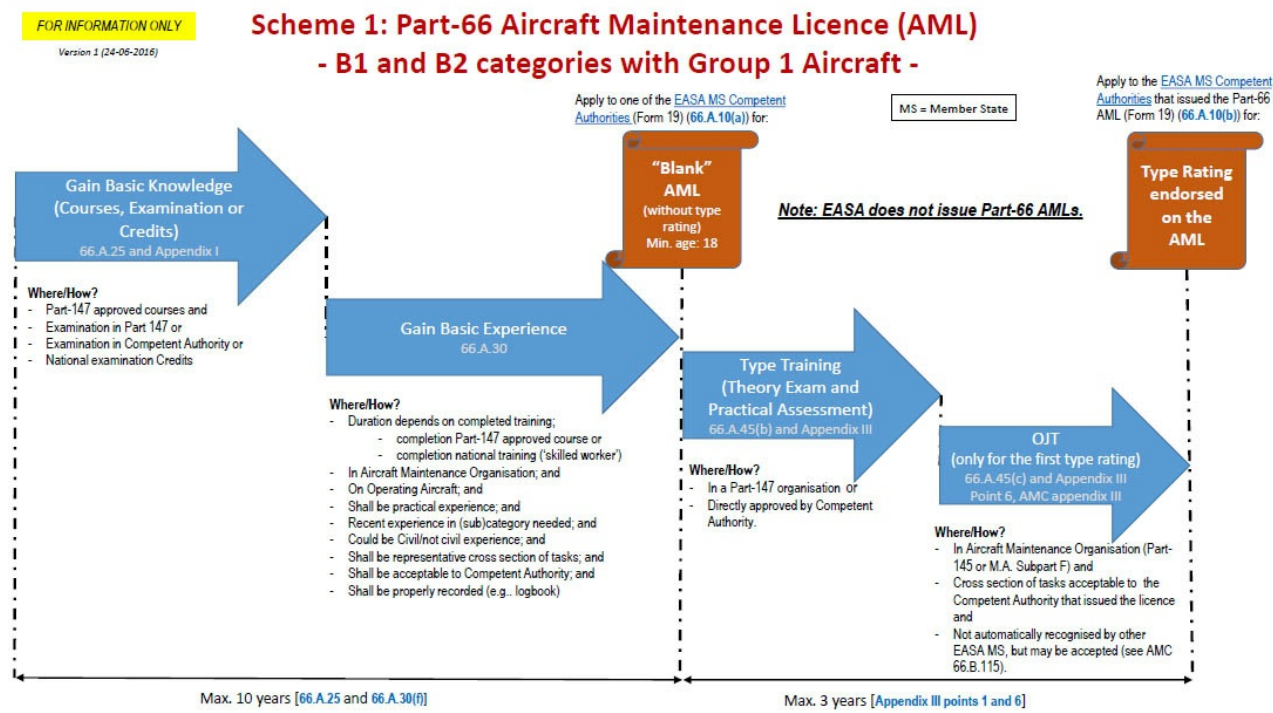 FOR INFORMATION ONLY
Version 1 (24-06-2016)
Scheme 1: Part-66 Aircraft Maintenance Licence (AML)
- B1 and B2 categories with Group 1 Aircraft -
Apply to one of the EASA MS Competent
Authorities (Form 19) (66.A.10(a)) for:
MS = Member State
Apply to the EASA MS Competent
Authorities that issued the Part-66
AML (Form 19) (66.A.10(b)) for:
"Blank"
AML
(without type
rating)
Min. age: 18
Note: EASA does not issue Part-66 AMLs.
Type Rating
endorsed
on the
AML
Gain Basic Knowledge
(Courses, Examination or
Credits)
66.A.25 and Appendix I
Where/How?
- Part-147 approved courses and
- Examination in Part 147 or
- Examination in Competent Authority or
- National examination Credits
Gain Basic Experience
66.A.30
Where/How?
- Duration depends on completed training;
- completion Part-147 approved course or
- completion national training ('skilled worker')
- In Aircraft Maintenance Organisation; and
- On Operating Aircraft; and
- Shall be practical experience; and
- Recent experience in (sub)category needed; and
- Could be Civil/not civil experience; and
- Shall be representative cross section of tasks; and
- Shall be acceptable to Competent Authority; and
- Shall be properly recorded (e.g.. logbook)
Type Training
(Theory Exam and
Practical Assessment)
66.A.45(b) and Appendix III
Where/How?
- In a Part-147 organisation or
- Directly approved by Competent
Authority.
OJT
(only for the first type rating)
66.A.45(c) and Appendix III
Point 6, AMC appendix III
Where/How?
- In Aircraft Maintenance Organisation (Part-
145 or M.A. Subpart F) and
- Cross section of tasks acceptable to the
Competent Authority that issued the licence
and
- Not automatically recognised by other
EASA MS, but may be accepted (see AMC
66.B.115).
Max. 10 years [66.A.25 and 66.A.30(f)]
Max. 3 years [Appendix III points 1 and 6]